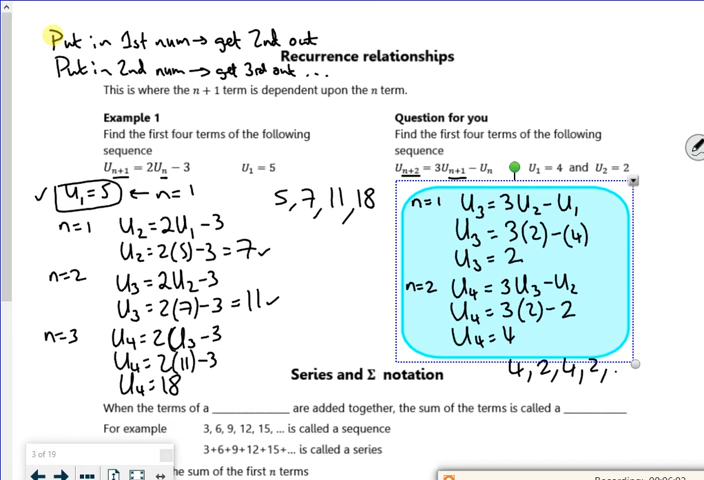 Put in 1st num → get 2nd out
Put in 2nd num → get 3rd out ...
Recurrence relationships
This is where the n + 1 term is dependent upon the n term.
Example 1
Find the first four terms of the following
sequence
Uₙ₊₁ = 2Uₙ − 3 U₁ = 5
✓ U₁=5 ← n=1
5, 7, 11, 18
n=1 U₂=2U₁−3
U₂=2(5)−3=7✓
n=2 U₃=2U₂−3
U₃=2(7)−3=11✓
n=3 U₄=2U₃−3
U₄=2(11)−3
U₄=18
Question for you
Find the first four terms of the following
sequence
Uₙ₊₂ = 3Uₙ₊₁ − Uₙ U₁ = 4 and U₂ = 2
n=1 U₃=3U₂−U₁
U₃=3(2)−(4)
U₃=2
n=2 U₄=3U₃−U₂
U₄=3(2)−2
U₄=4
4, 2, 4, 2, .
Series and Σ notation
When the terms of a ____________ are added together, the sum of the terms is called a __________
For example 3, 6, 9, 12, 15, ... is called a sequence
3+6+9+12+15+... is called a series
he sum of the first n terms
3 of 19